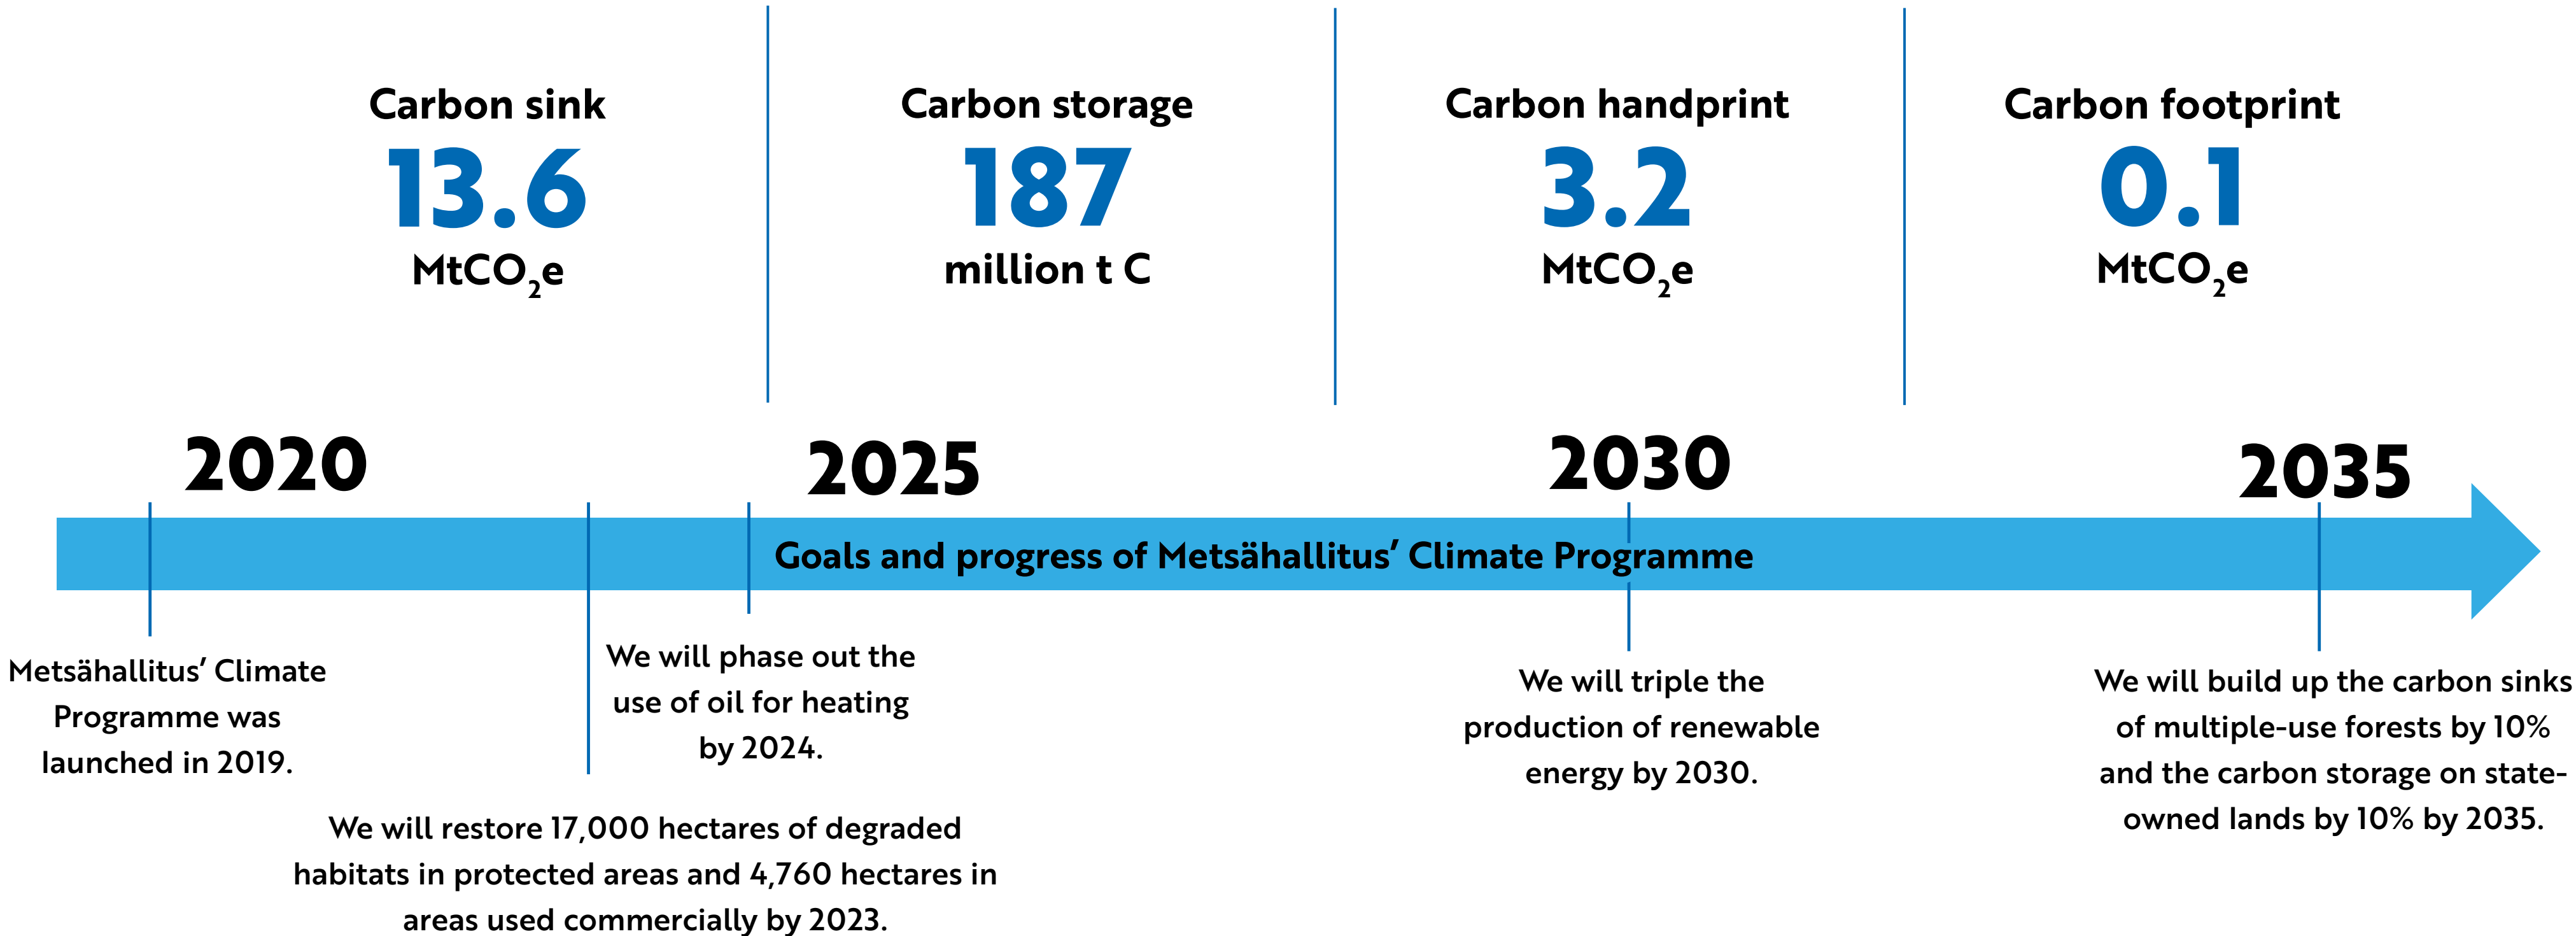 Carbon sink
13.6
MtCO₂e
Carbon storage
187
million t C
Carbon handprint
3.2
MtCO₂e
Carbon footprint
0.1
MtCO₂e
2020
2025
2030
2035
Goals and progress of Metsähallitus’ Climate Programme
Metsähallitus’ Climate
Programme was
launched in 2019.
We will restore 17,000 hectares of degraded
habitats in protected areas and 4,760 hectares in
areas used commercially by 2023.
We will phase out the
use of oil for heating
by 2024.
We will triple the
production of renewable
energy by 2030.
We will build up the carbon sinks
of multiple-use forests by 10%
and the carbon storage on state-
owned lands by 10% by 2035.